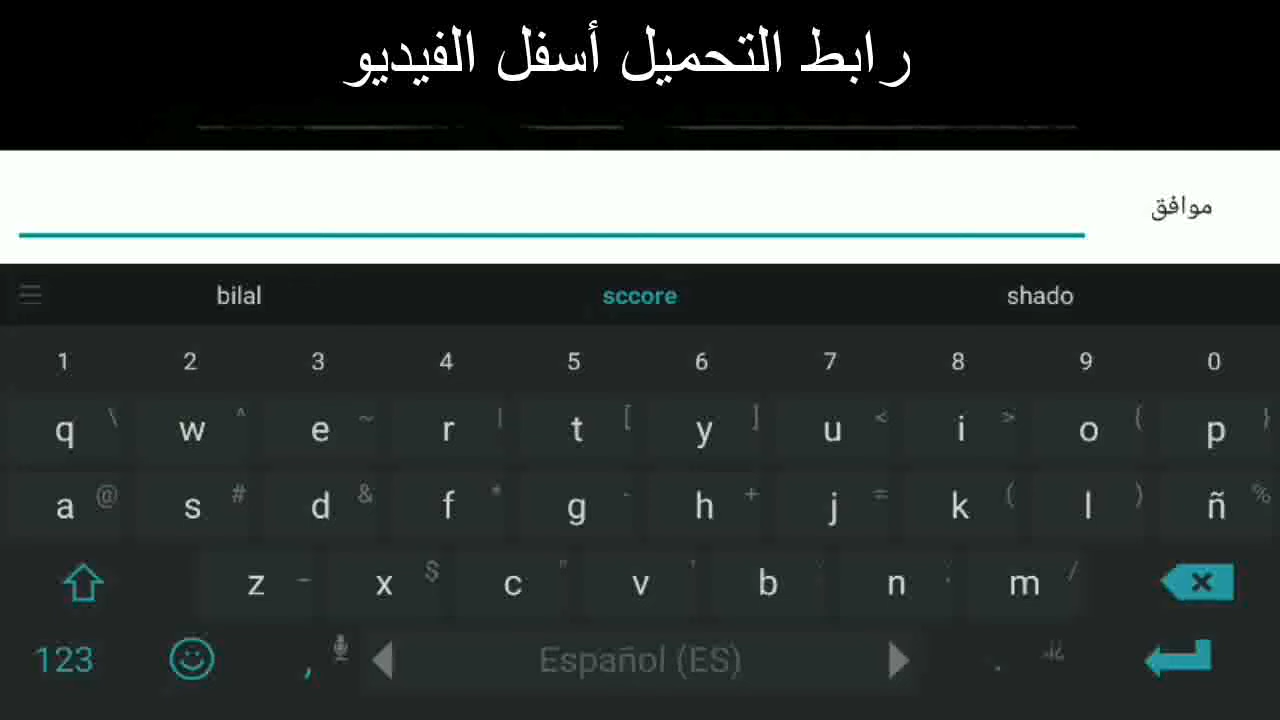 رابط التحميل أسفل الفيديو
موافق
bilal sccore shado
1 2 3 4 5 6 7 8 9 0
q \ w ^ e ~ r | t [ y ] u < i > o { p }
a @ s # d & f * g - h + j = k ( l ) ñ %
z _ x $ c " v ' b : n ; m /
123 , Español (ES) .